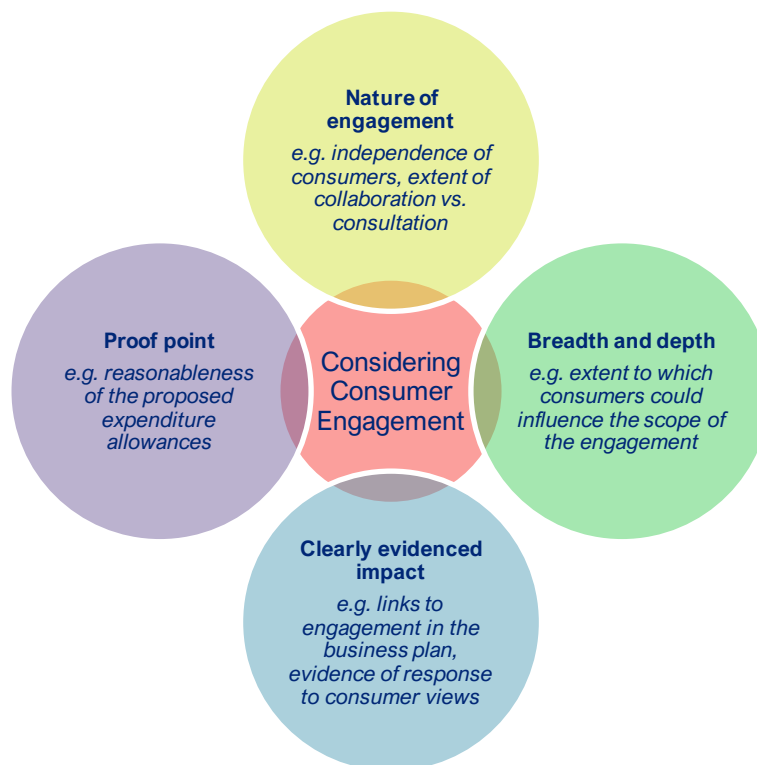 Nature of
engagement
e.g. independence of
consumers, extent of
collaboration vs.
consultation
Proof point
e.g. reasonableness
of the proposed
expenditure
allowances
Considering
Consumer
Engagement
Breadth and depth
e.g. extent to which
consumers could
influence the scope of
the engagement
Clearly evidenced
impact
e.g. links to
engagement in the
business plan,
evidence of response
to consumer views